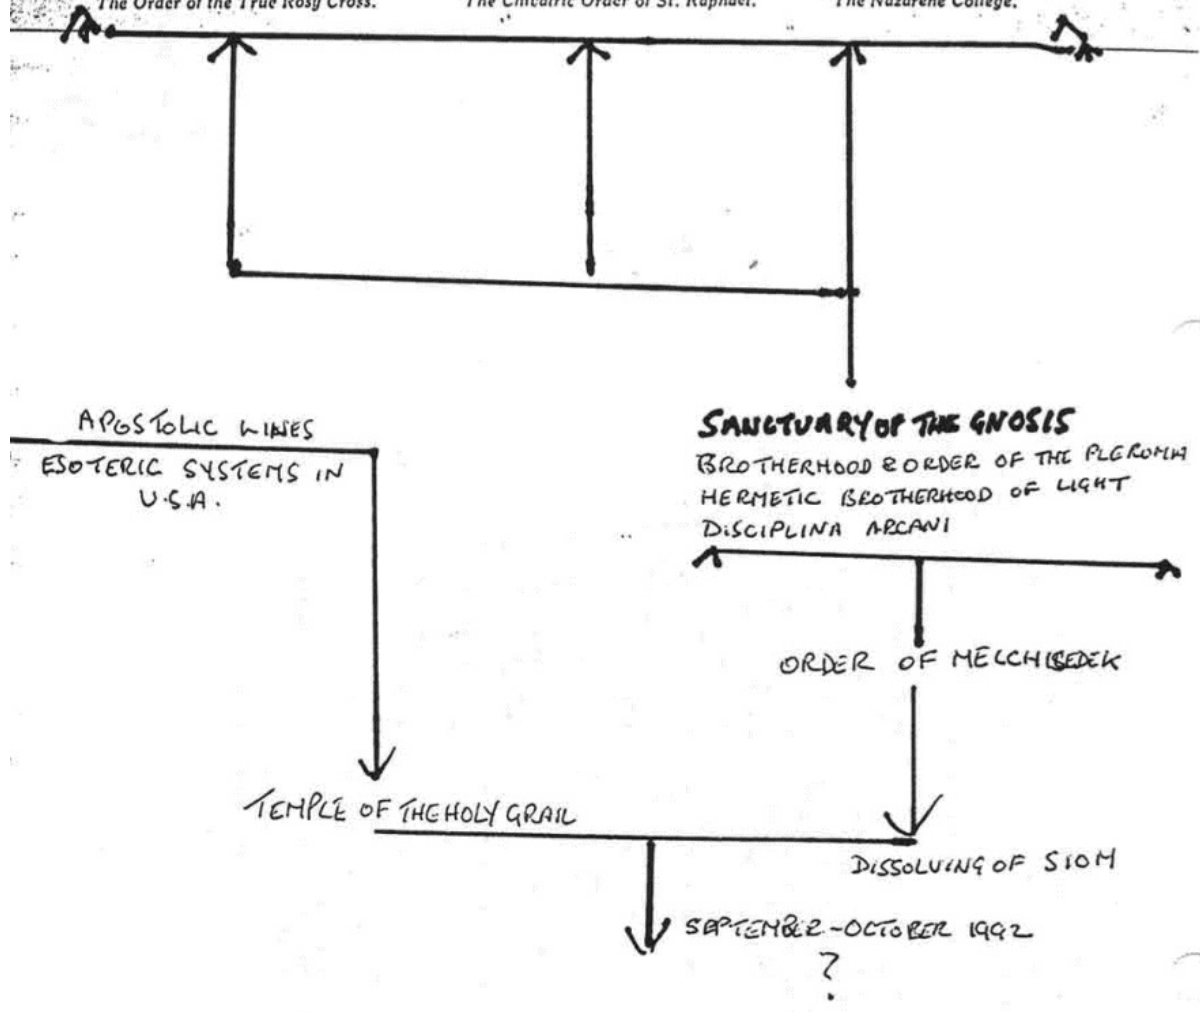 The Order of the True Rosy Cross. The Chivalric Order of St. Raphael. The Nazarene College.
APOSTOLIC LINES
ESOTERIC SYSTEMS IN
U.S.A.
SANCTUARY OF THE GNOSIS
BROTHERHOOD & ORDER OF THE PLEROMA
HERMETIC BROTHERHOOD OF LIGHT
DISCIPLINA ARCANI
ORDER OF MELCHISEDEK
TEMPLE OF THE HOLY GRAIL
DISSOLVING OF SIOM
SEPTEMBER-OCTOBER 1992
?